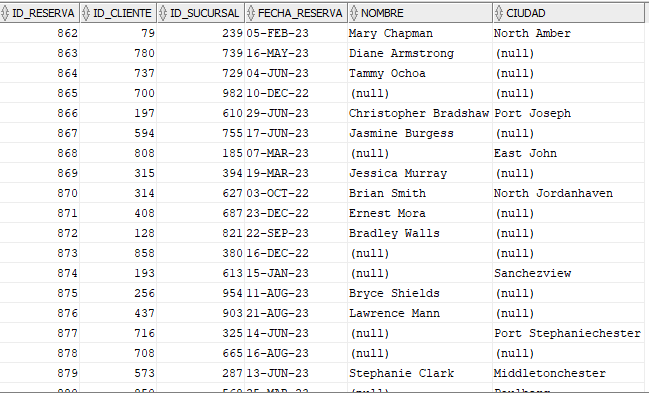 ID_RESERVA ID_CLIENTE ID_SUCURSAL FECHA_RESERVA NOMBRE CIUDAD
862 79 239 05-FEB-23 Mary Chapman North Amber
863 780 739 16-MAY-23 Diane Armstrong (null)
864 737 729 04-JUN-23 Tammy Ochoa (null)
865 700 982 10-DEC-22 (null) (null)
866 197 610 29-JUN-23 Christopher Bradshaw Port Joseph
867 594 755 17-JUN-23 Jasmine Burgess (null)
868 808 185 07-MAR-23 (null) East John
869 315 394 19-MAR-23 Jessica Murray (null)
870 314 627 03-OCT-22 Brian Smith North Jordanhaven
871 408 687 23-DEC-22 Ernest Mora (null)
872 128 821 22-SEP-23 Bradley Walls (null)
873 858 380 16-DEC-22 (null) (null)
874 193 613 15-JAN-23 (null) Sanchezview
875 256 954 11-AUG-23 Bryce Shields (null)
876 437 903 21-AUG-23 Lawrence Mann (null)
877 716 325 14-JUN-23 (null) Port Stephaniechester
878 708 665 16-AUG-23 (null) (null)
879 573 287 13-JUN-23 Stephanie Clark Middletonchester